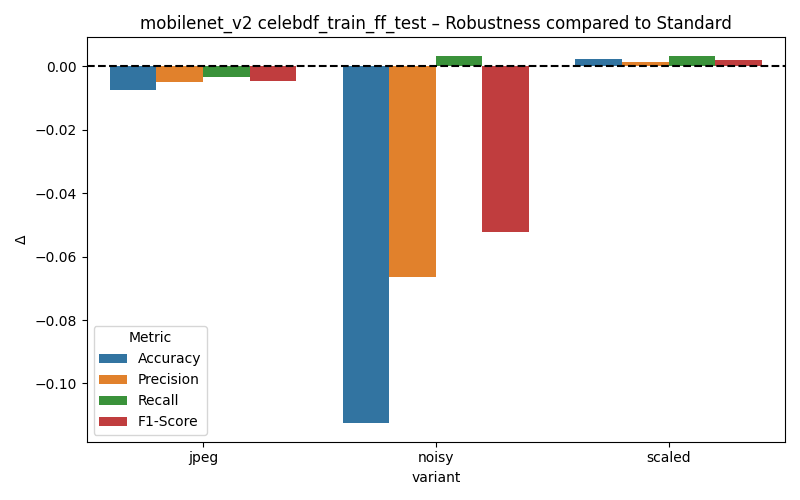 mobilenet_v2 celebdf_train_ff_test – Robustness compared to Standard
0.00
−0.02
−0.04
−0.06
−0.08
−0.10
Δ
Metric
Accuracy
Precision
Recall
F1-Score
jpeg noisy scaled
variant